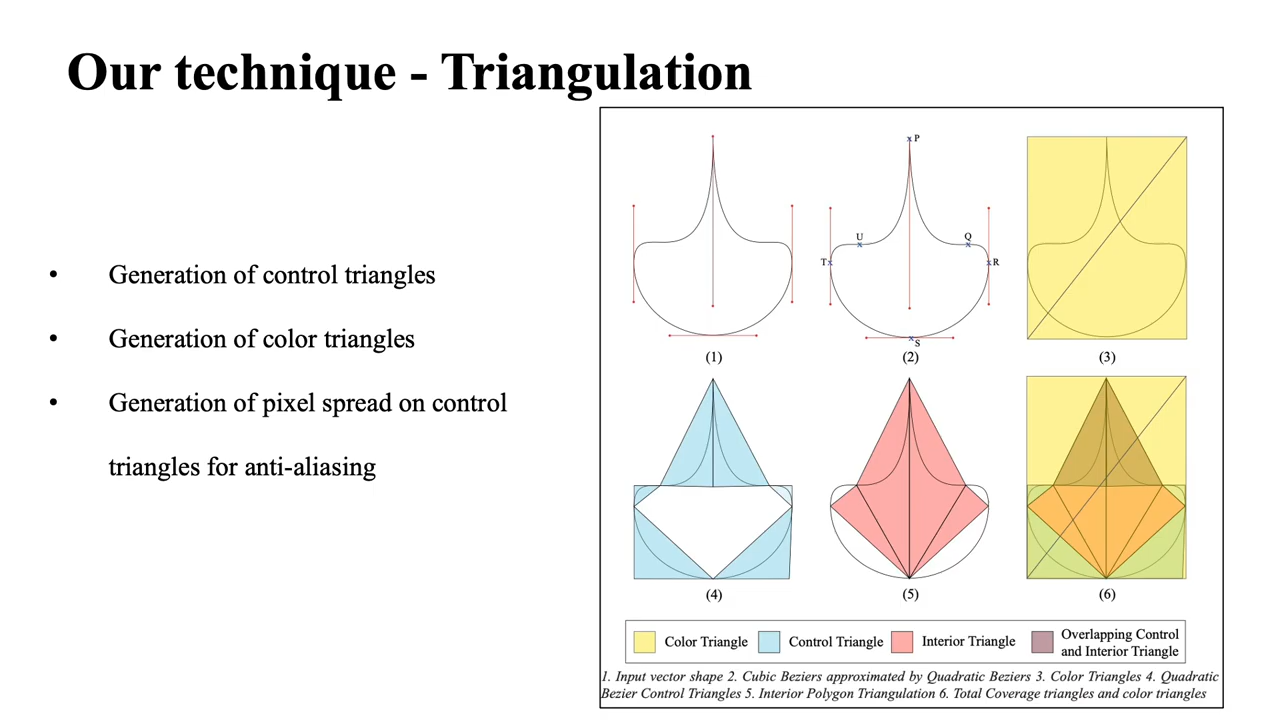 Our technique - Triangulation
• Generation of control triangles
• Generation of color triangles
• Generation of pixel spread on control
triangles for anti-aliasing
P
U
Q
T
R
S
(1)
(2)
(3)
(4)
(5)
(6)
Color Triangle
Control Triangle
Interior Triangle
Overlapping Control
and Interior Triangle
1. Input vector shape 2. Cubic Beziers approximated by Quadratic Beziers 3. Color Triangles 4. Quadratic
Bezier Control Triangles 5. Interior Polygon Triangulation 6. Total Coverage triangles and color triangles